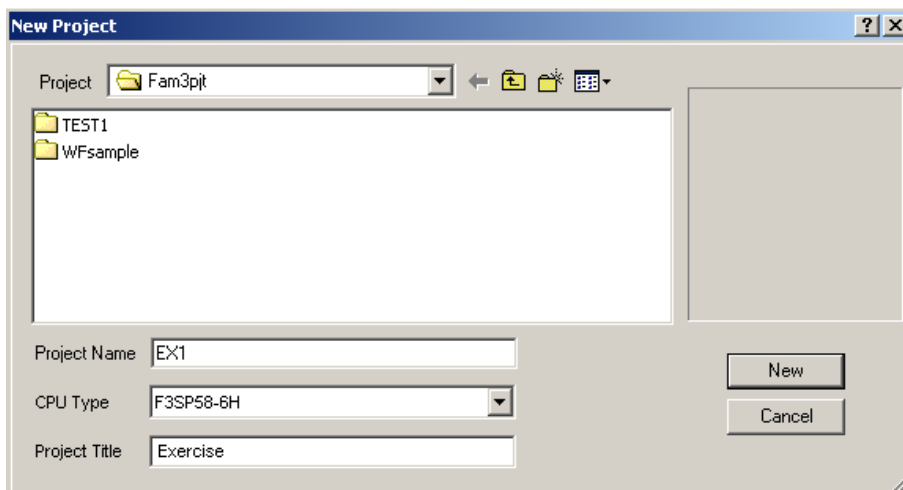 New Project
Project Fam3pjt
TEST1
WFsample
Project Name EX1
CPU Type F3SP58-6H
Project Title Exercise
New
Cancel